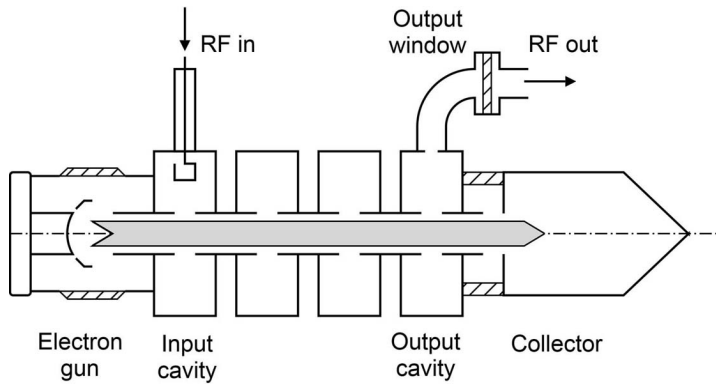 RF in
Output
window
RF out
Electron
gun
Input
cavity
Output
cavity
Collector